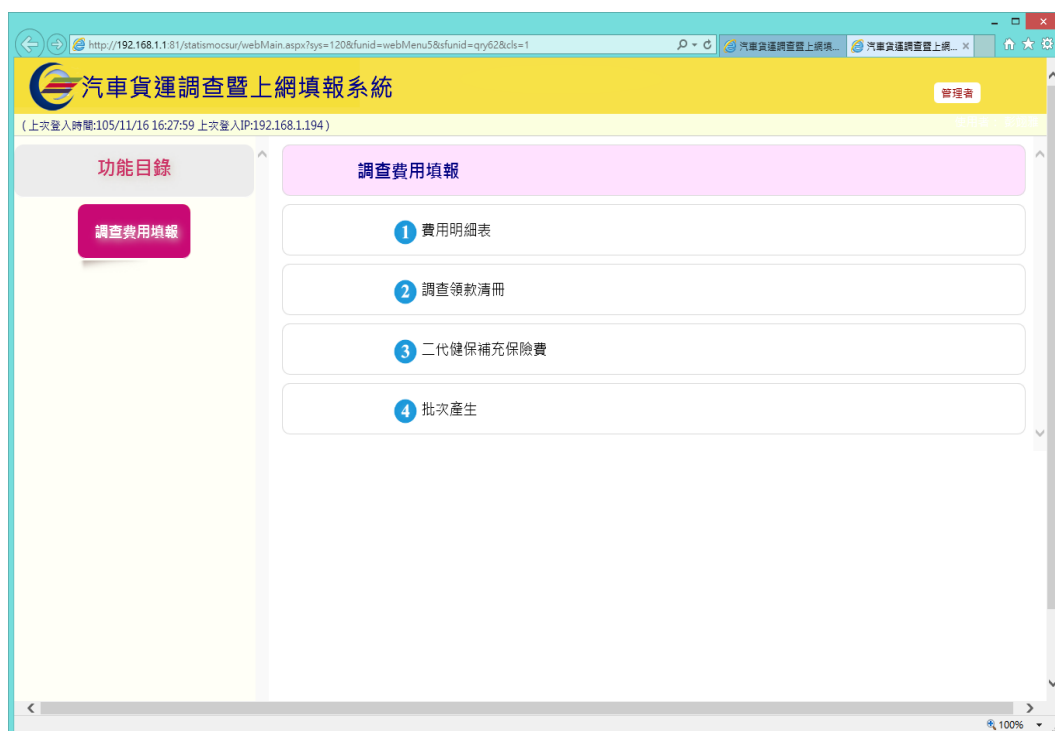 http://192.168.1.1:81/statismocsur/webMain.aspx?sys=120&funid=webMenu5&sfunid=qry62&cls=1
汽車貨運調查暨上網填...
汽車貨運調查暨上網...
汽車貨運調查暨上網填報系統
管理者
(上次登入時間:105/11/16 16:27:59 上次登入IP:192.168.1.194)
功能目錄
調查費用填報
調查費用填報
1 費用明細表
2 調查領款清冊
3 二代健保補充保險費
4 批次產生
100%